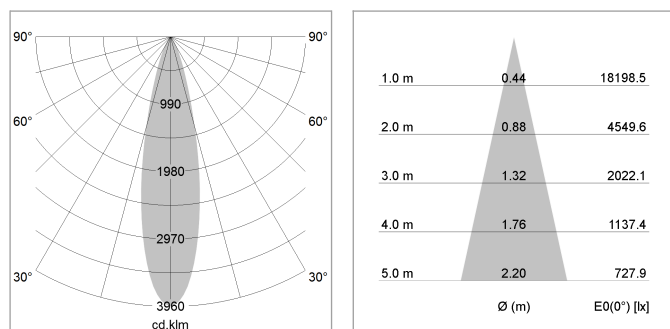 90° 90°
990
60° 60°
1980
2970
30° 30°
3960
cd.klm
1.0 m 0.44 18198.5
2.0 m 0.88 4549.6
3.0 m 1.32 2022.1
4.0 m 1.76 1137.4
5.0 m 2.20 727.9
Ø (m) E0(0°) [lx]